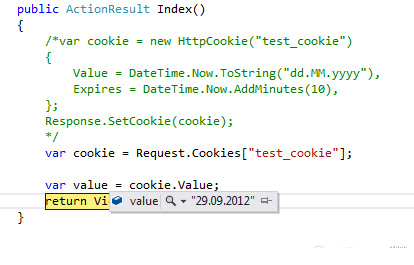 public ActionResult Index()
{
/*var cookie = new HttpCookie("test_cookie")
{
Value = DateTime.Now.ToString("dd.MM.yyyy"),
Expires = DateTime.Now.AddMinutes(10),
};
Response.SetCookie(cookie);
*/
var cookie = Request.Cookies["test_cookie"];
var value = cookie.Value;
return Vi value "29.09.2012"
}